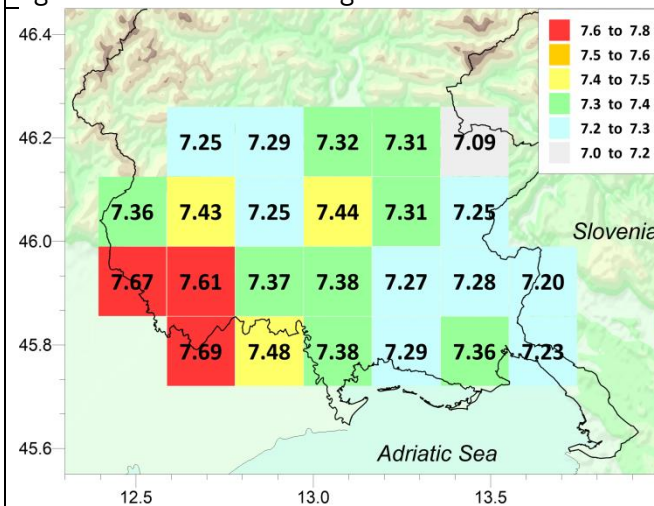 46.4
7.6 to 7.8
7.5 to 7.6
7.4 to 7.5
7.3 to 7.4
7.2 to 7.3
7.0 to 7.2
46.2
7.25 7.29 7.32 7.31 7.09
7.36 7.43 7.25 7.44 7.31 7.25
Slovenia
46.0
7.67 7.61 7.37 7.38 7.27 7.28 7.20
45.8
7.69 7.48 7.38 7.29 7.36 7.23
45.6
Adriatic Sea
12.5 13.0 13.5